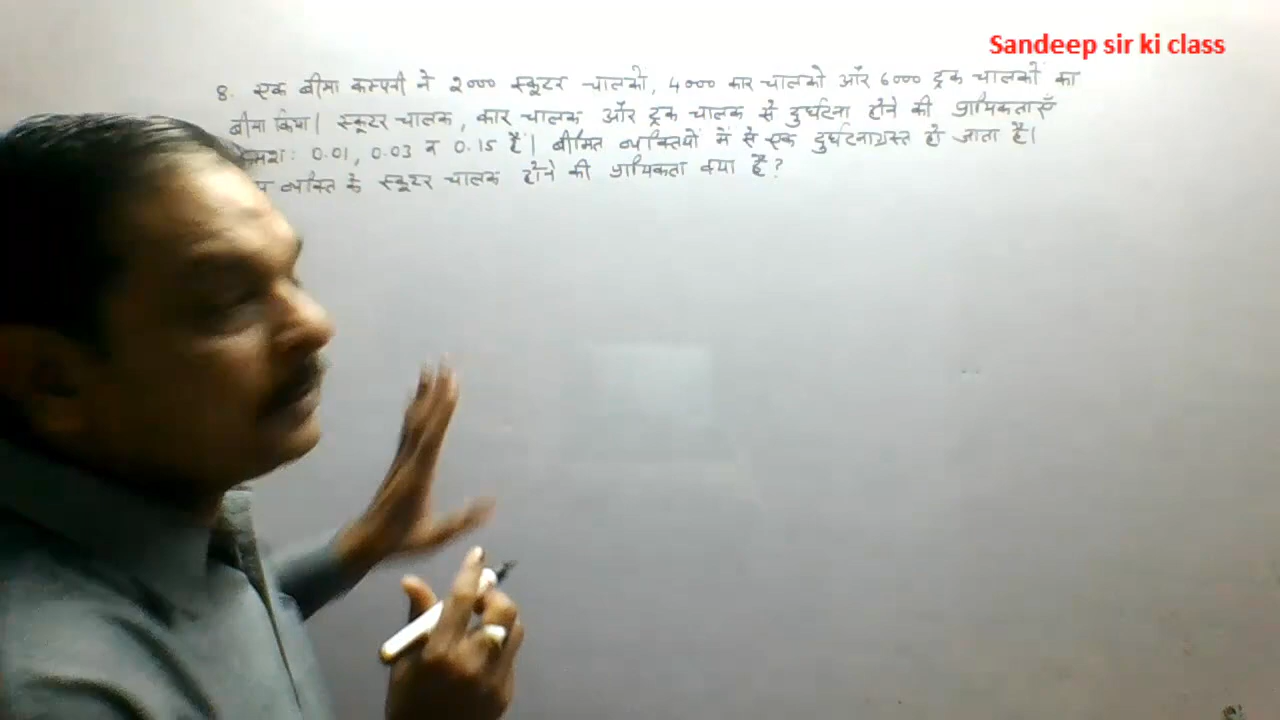 Sandeep sir ki class
8. एक बीमा कम्पनी ने 2000 स्कूटर चालकों, 4000 कार चालकों और 6000 ट्रक चालकों का
बीमा किया| स्कूटर चालक, कार चालक और ट्रक चालक से दुर्घटना होने की प्रायिकताएँ
0.01, 0.03 व 0.15 है| बीमित व्यक्तियों में से एक दुर्घटनाग्रस्त हो जाता है|
व्यक्ति के स्कूटर चालक होने की प्रायिकता क्या है?